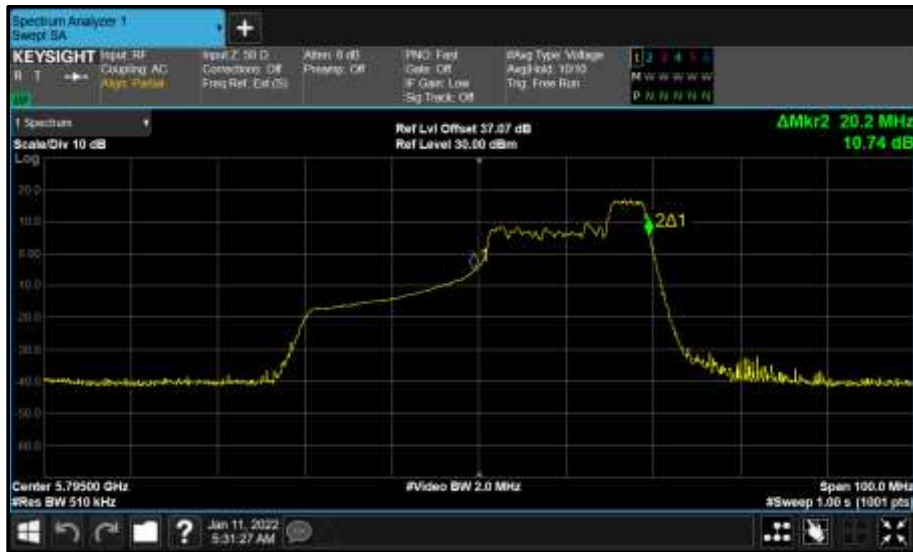 Spectrum Analyzer 1
Swept SA
+
KEYSIGHT
R T
Input: RF
Coupling: AC
Align: Partial
Input Z: 50 Ω
Corrections: Off
Freq Ref: Ext (S)
Atten: 6 dB
Preamp: Off
PNO: Fast
Gate: Off
IF Gain: Low
Sig Track: Off
#Avg Type: Voltage
Avg|Hold: 10/10
Trig: Free Run
1 2 3 4 5 6
M W W W W W
P N N N N N
1 Spectrum
Scale/Div 10 dB
Ref Lvl Offset 37.07 dB
Ref Level 30.00 dBm
ΔMkr2 20.2 MHz
10.74 dB
Log
20.0
10.0
0.00
-10.0
-20.0
-30.0
-40.0
-50.0
-60.0
2Δ1
Center 5.79500 GHz
#Res BW 510 kHz
#Video BW 2.0 MHz
Span 100.0 MHz
#Sweep 1.00 s (1001 pts)
?
Jan 11, 2022
5:31:27 AM